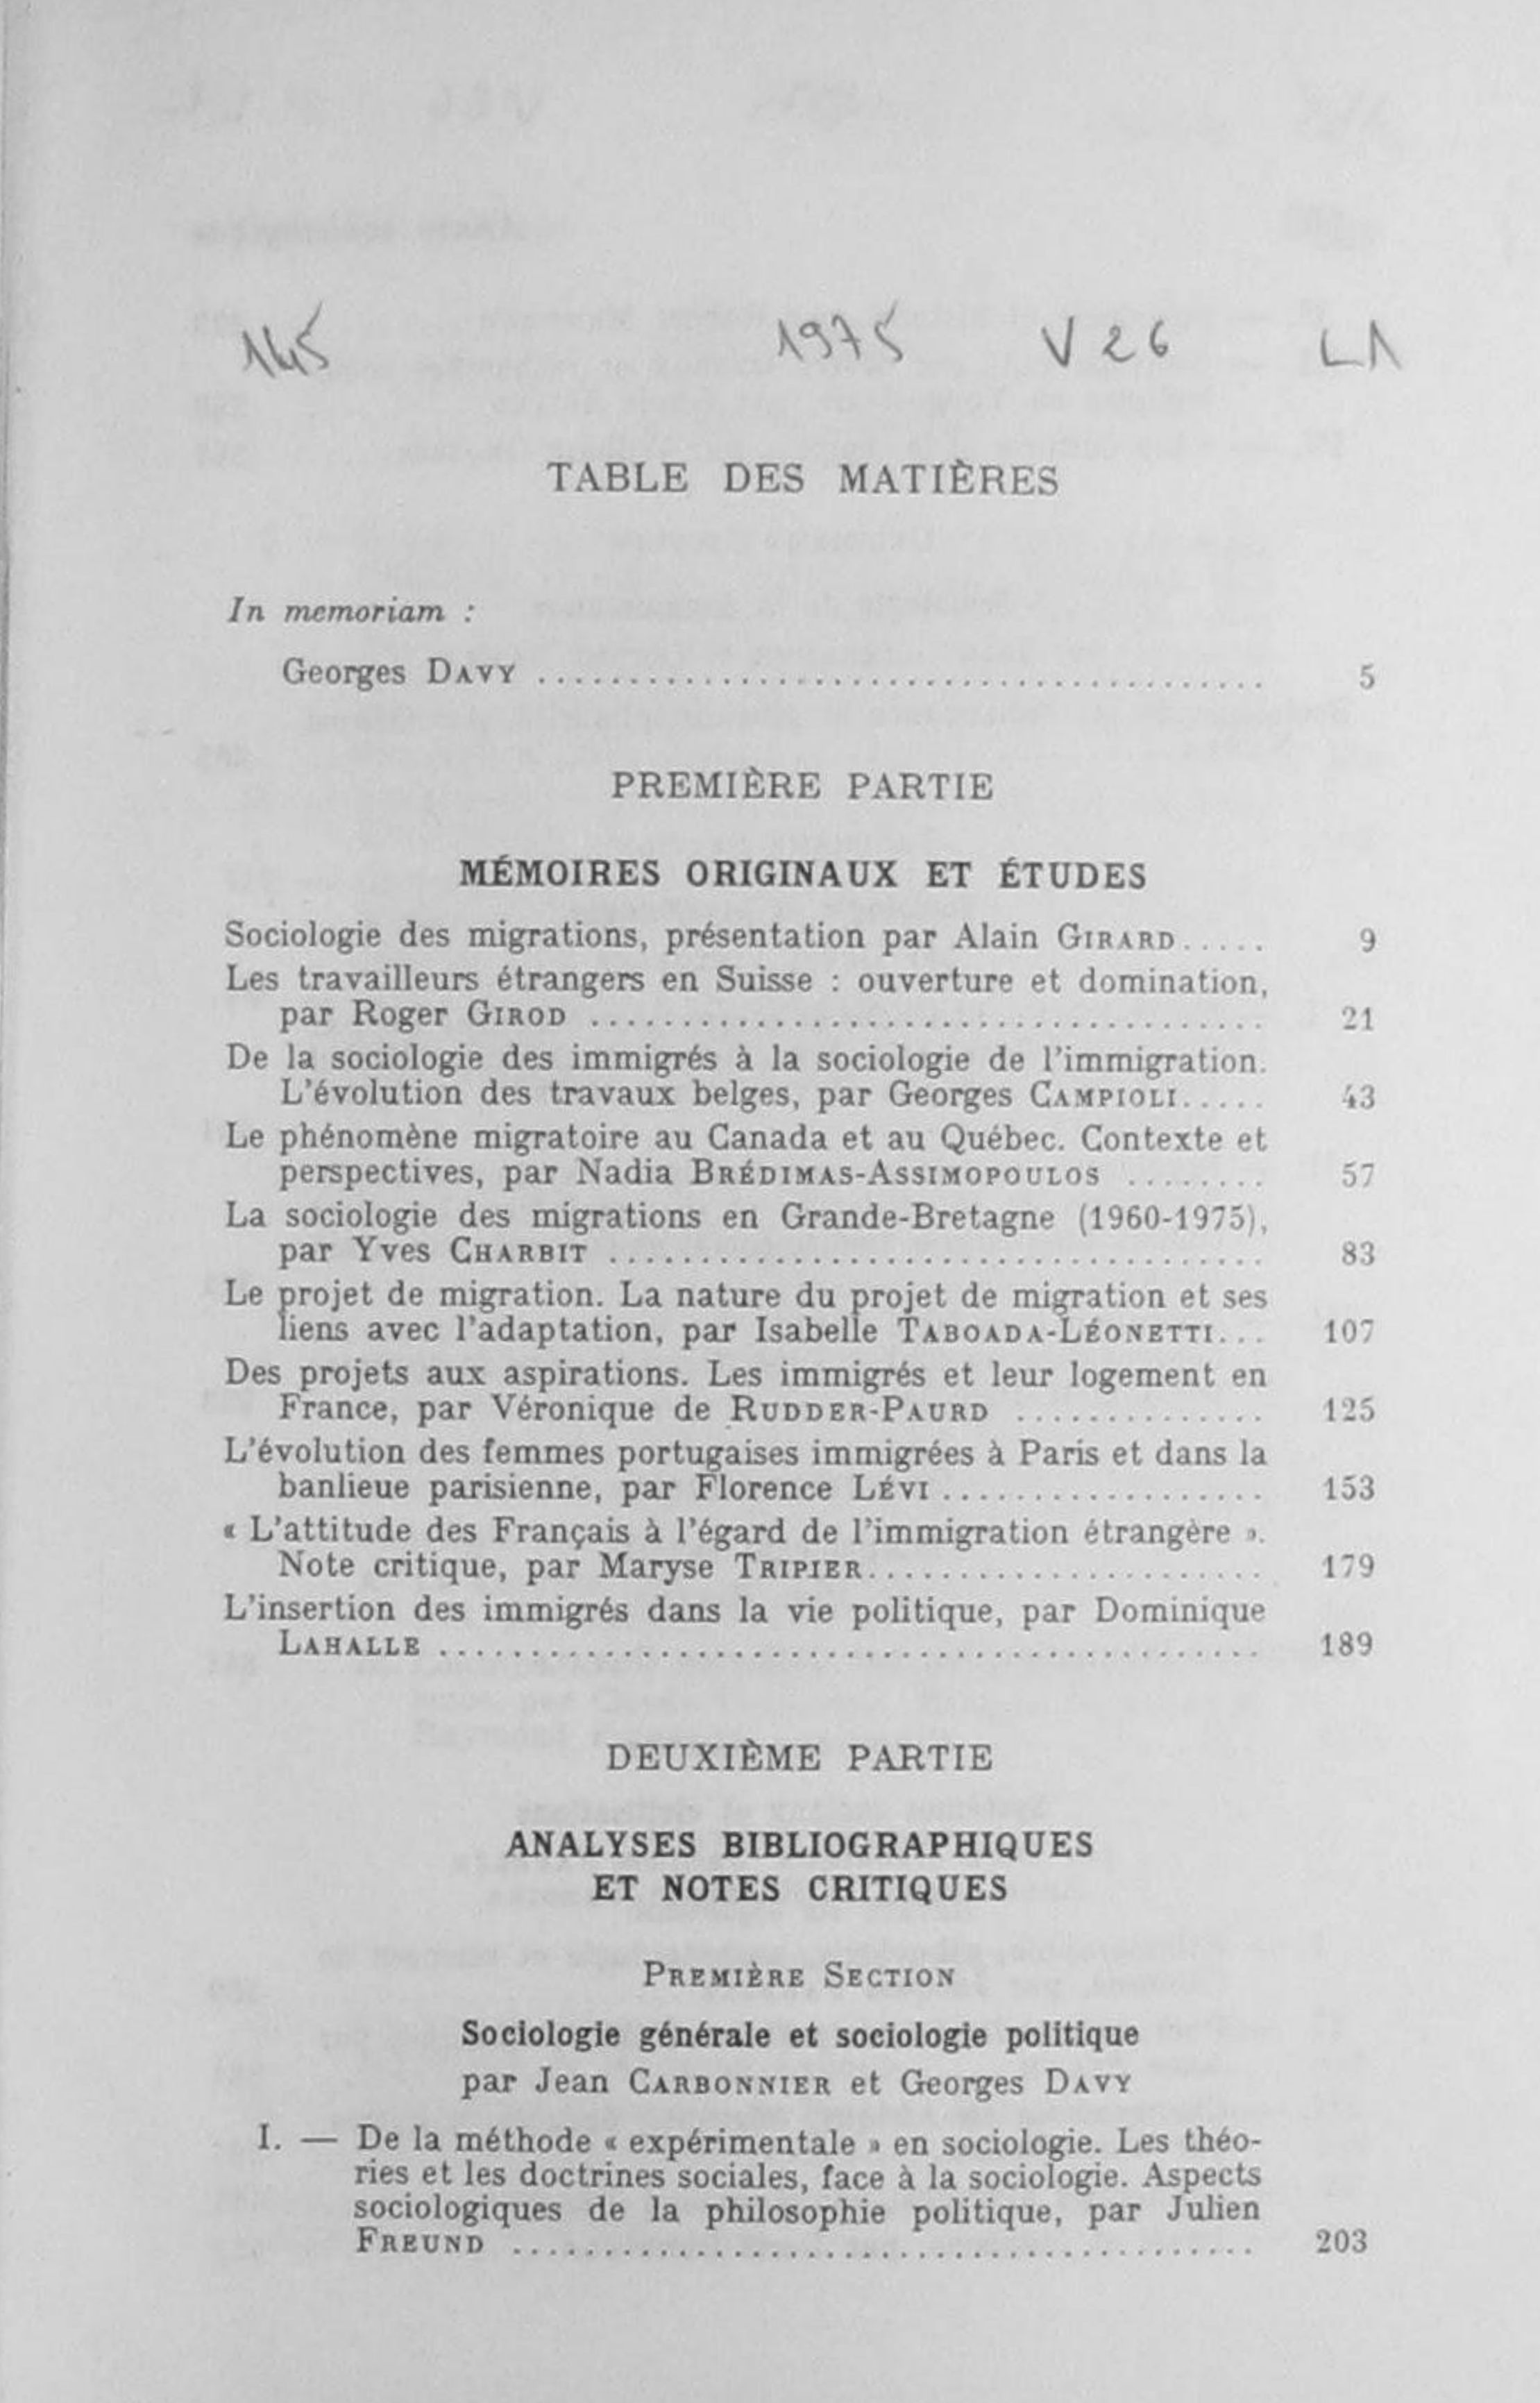 145 1975 V 26
TABLE DES MATIÈRES
In memoriam :
Georges DAVY ........................................ 5
PREMIÈRE PARTIE
MÉMOIRES ORIGINAUX ET ÉTUDES
Sociologie des migrations, présentation par Alain GIRARD..... 9
Les travailleurs étrangers en Suisse : ouverture et domination,
par Roger GIROD ..................................... 21
De la sociologie des immigrés à la sociologie de l'immigration.
L'évolution des travaux belges, par Georges CAMPIOLI..... 43
Le phénomène migratoire au Canada et au Québec. Contexte et
perspectives, par Nadia BRÉDIMAS-ASSIMOPOULOS ........ 57
La sociologie des migrations en Grande-Bretagne (1960-1975),
par Yves CHARBIT .................................... 83
Le projet de migration. La nature du projet de migration et ses
liens avec l'adaptation, par Isabelle TABOADA-LÉONETTI... 107
Des projets aux aspirations. Les immigrés et leur logement en
France, par Véronique de RUDDER-PAURD .............. 125
L'évolution des femmes portugaises immigrées à Paris et dans la
banlieue parisienne, par Florence LÉVI .................. 153
« L'attitude des Français à l'égard de l'immigration étrangère ».
Note critique, par Maryse TRIPIER...................... 179
L'insertion des immigrés dans la vie politique, par Dominique
LAHALLE ............................................. 189
DEUXIÈME PARTIE
ANALYSES BIBLIOGRAPHIQUES
ET NOTES CRITIQUES
PREMIÈRE SECTION
Sociologie générale et sociologie politique
par Jean CARBONNIER et Georges DAVY
I. — De la méthode « expérimentale » en sociologie. Les théo-
ries et les doctrines sociales, face à la sociologie. Aspects
sociologiques de la philosophie politique, par Julien
FREUND ......................................... 203